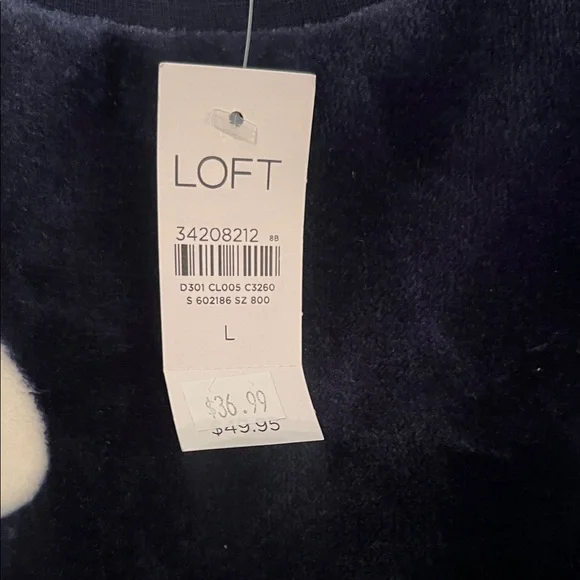 LOFT
34208212 8B
D301 CL005 C3260
S 602186 SZ 800
L
$36.99
$49.95